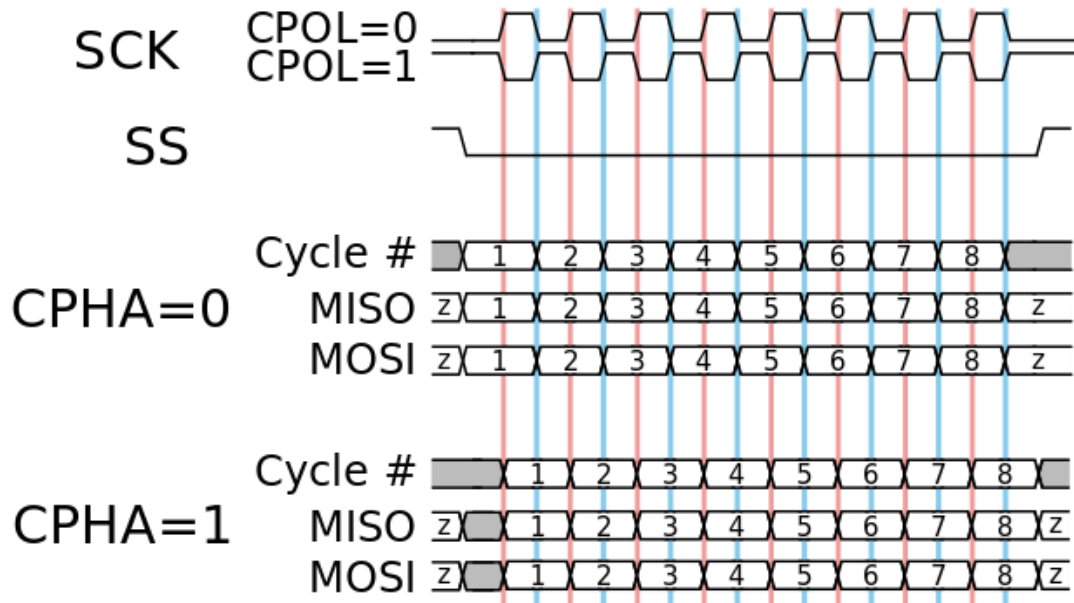 SCK CPOL=0
CPOL=1
SS
Cycle # 1 2 3 4 5 6 7 8
CPHA=0 MISO z 1 2 3 4 5 6 7 8 z
MOSI z 1 2 3 4 5 6 7 8 z
Cycle # 1 2 3 4 5 6 7 8
CPHA=1 MISO z 1 2 3 4 5 6 7 8 z
MOSI z 1 2 3 4 5 6 7 8 z